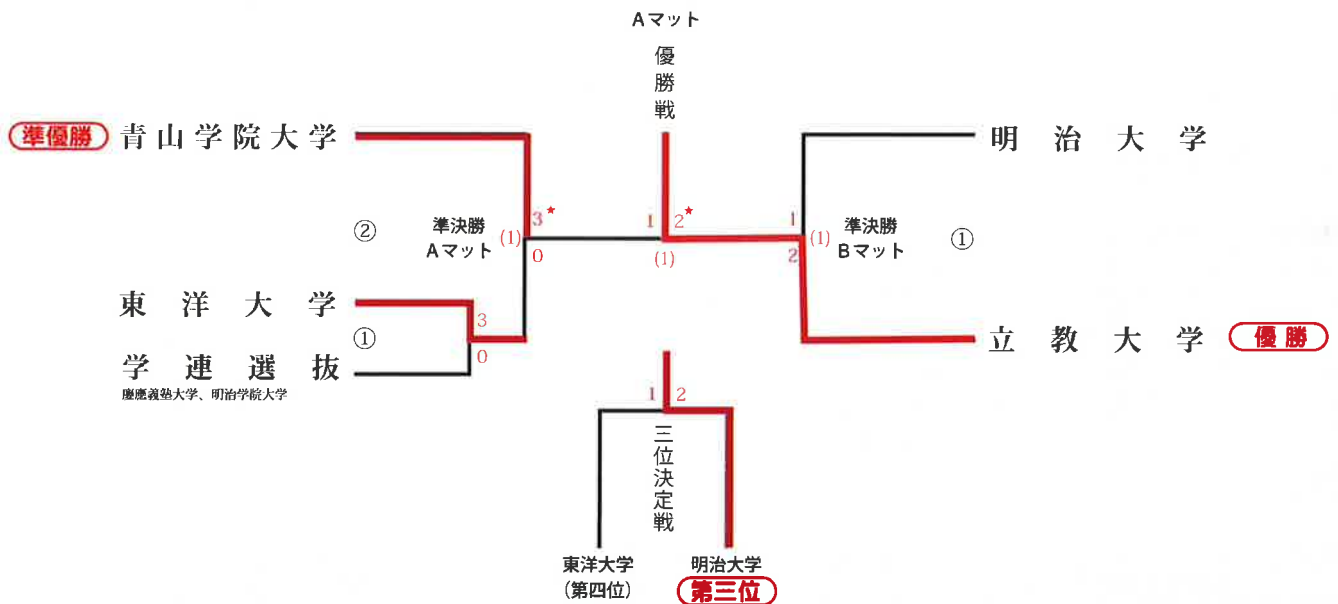 Aマット
優勝戦
準優勝 青山学院大学
明治大学
② 準決勝 Aマット (1) 3★ 0
1 2★ (1)
1 (1) 2 準決勝 Bマット ①
東洋大学
① 3 0
学連選抜
慶應義塾大学、明治学院大学
立教大学 優勝
1 2
三位決定戦
東洋大学 明治大学
(第四位) 第三位